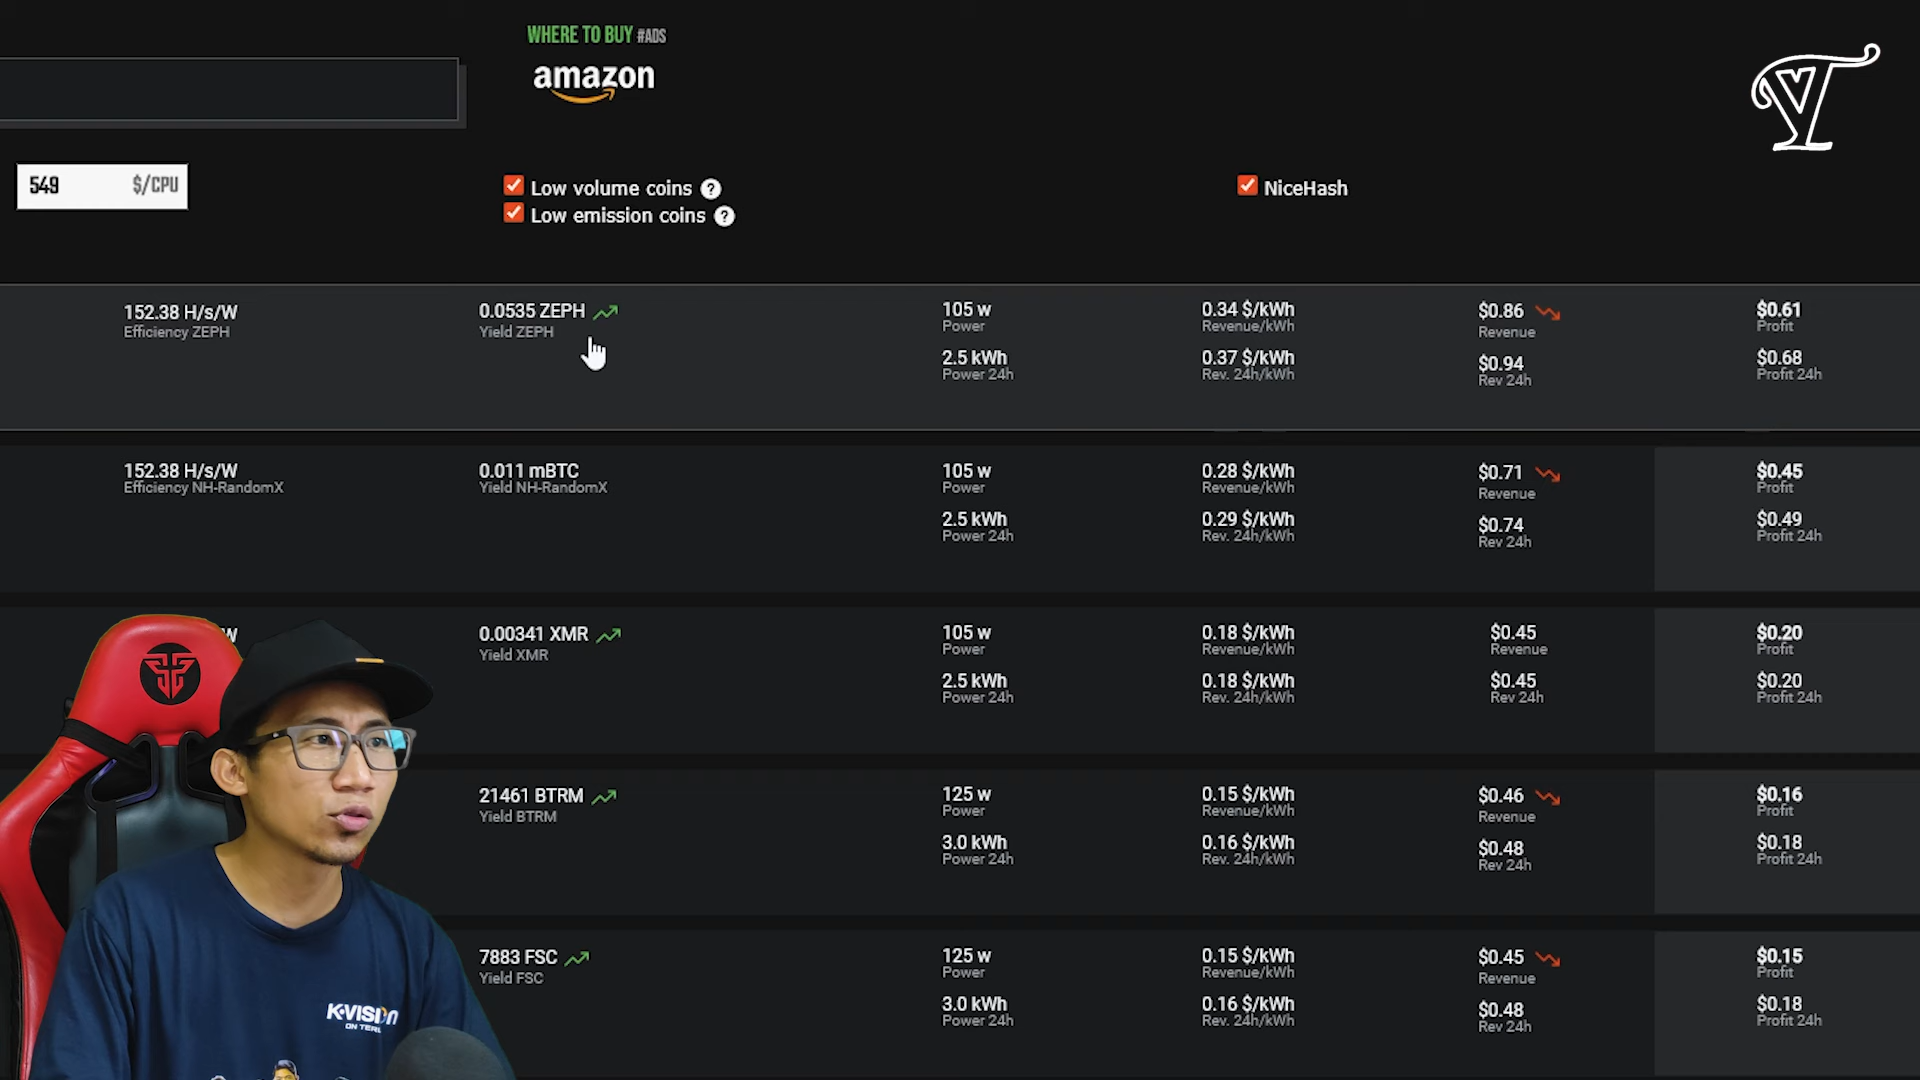 WHERE TO BUY #ADS
amazon
549 $/CPU
Low volume coins ?
NiceHash
Low emission coins ?
152.38 H/s/W
Efficiency ZEPH
0.0535 ZEPH
Yield ZEPH
105 w
Power
2.5 kWh
Power 24h
0.34 $/kWh
Revenue/kWh
0.37 $/kWh
Rev. 24h/kWh
$0.86
Revenue
$0.94
Rev 24h
$0.61
Profit
$0.68
Profit 24h
152.38 H/s/W
Efficiency NH-RandomX
0.011 mBTC
Yield NH-RandomX
105 w
Power
2.5 kWh
Power 24h
0.28 $/kWh
Revenue/kWh
0.29 $/kWh
Rev. 24h/kWh
$0.71
Revenue
$0.74
Rev 24h
$0.45
Profit
$0.49
Profit 24h
0.00341 XMR
Yield XMR
105 w
Power
2.5 kWh
Power 24h
0.18 $/kWh
Revenue/kWh
0.18 $/kWh
Rev. 24h/kWh
$0.45
Revenue
$0.45
Rev 24h
$0.20
Profit
$0.20
Profit 24h
21461 BTRM
Yield BTRM
125 w
Power
3.0 kWh
Power 24h
0.15 $/kWh
Revenue/kWh
0.16 $/kWh
Rev. 24h/kWh
$0.46
Revenue
$0.48
Rev 24h
$0.16
Profit
$0.18
Profit 24h
7883 FSC
Yield FSC
125 w
Power
3.0 kWh
Power 24h
0.15 $/kWh
Revenue/kWh
0.16 $/kWh
Rev. 24h/kWh
$0.45
Revenue
$0.48
Rev 24h
$0.15
Profit
$0.18
Profit 24h
K-VISION